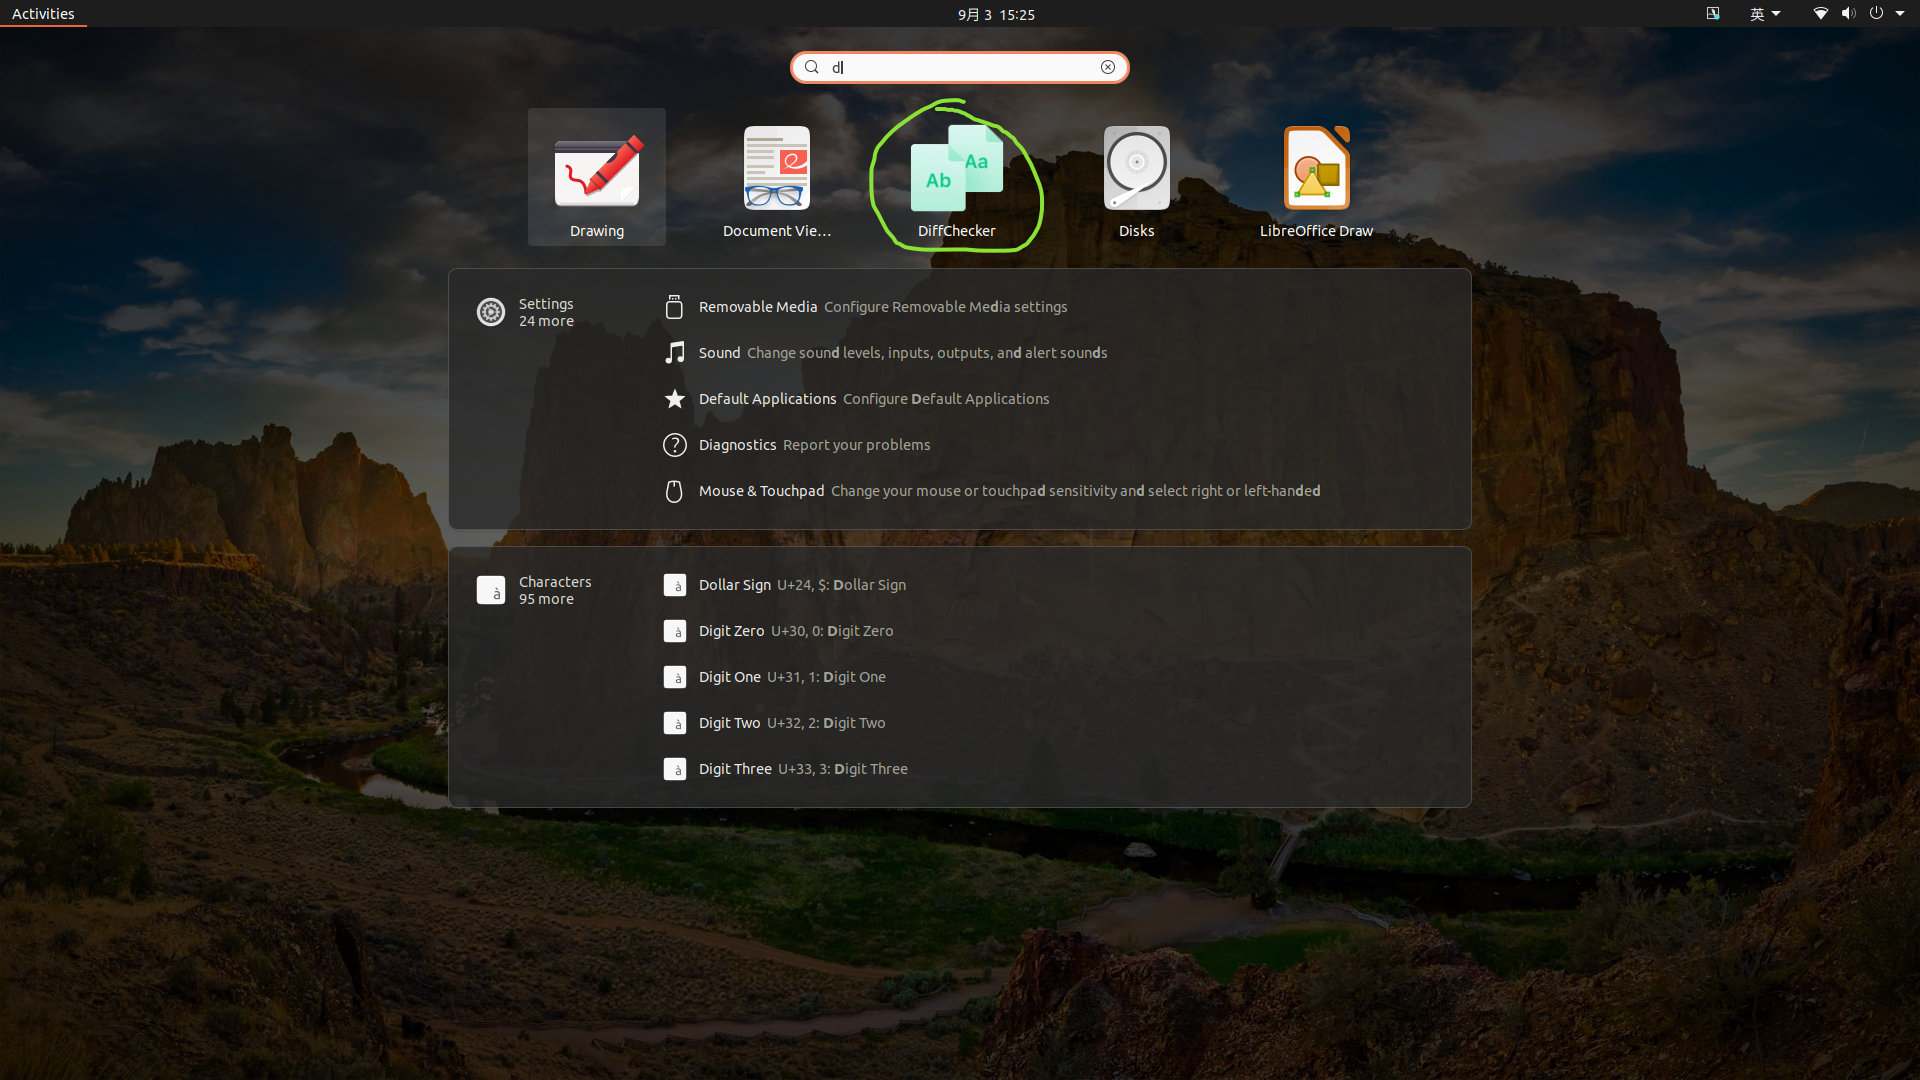 Activities
9月 3 15:25
英
d
Aa
Ab
Drawing
Document Vie...
DiffChecker
Disks
LibreOffice Draw
Settings
24 more
Removable Media Configure Removable Media settings
Sound Change sound levels, inputs, outputs, and alert sounds
Default Applications Configure Default Applications
Diagnostics Report your problems
Mouse & Touchpad Change your mouse or touchpad sensitivity and select right or left-handed
Characters
95 more
à
à Dollar Sign U+24, $: Dollar Sign
à Digit Zero U+30, 0: Digit Zero
à Digit One U+31, 1: Digit One
à Digit Two U+32, 2: Digit Two
à Digit Three U+33, 3: Digit Three